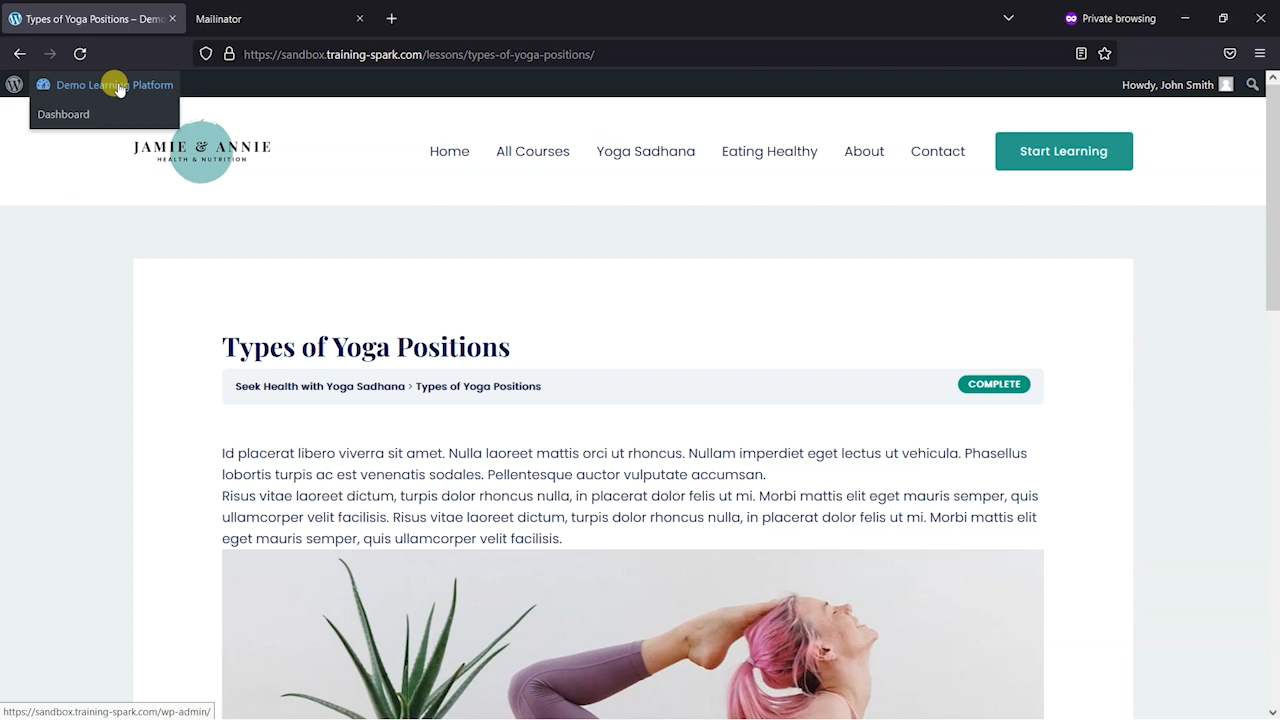 Types of Yoga Positions – Demo
Mailinator
Private browsing
https://sandbox.training-spark.com/lessons/types-of-yoga-positions/
Demo Learning Platform
Howdy, John Smith
Dashboard
JAMIE & ANNIE
HEALTH & NUTRITION
Home
All Courses
Yoga Sadhana
Eating Healthy
About
Contact
Start Learning
Types of Yoga Positions
Seek Health with Yoga Sadhana > Types of Yoga Positions
COMPLETE
Id placerat libero viverra sit amet. Nulla laoreet mattis orci ut rhoncus. Nullam imperdiet eget lectus ut vehicula. Phasellus
lobortis turpis ac est venenatis sodales. Pellentesque auctor vulputate accumsan.
Risus vitae laoreet dictum, turpis dolor rhoncus nulla, in placerat dolor felis ut mi. Morbi mattis elit eget mauris semper, quis
ullamcorper velit facilisis. Risus vitae laoreet dictum, turpis dolor rhoncus nulla, in placerat dolor felis ut mi. Morbi mattis elit
eget mauris semper, quis ullamcorper velit facilisis.
https://sandbox.training-spark.com/wp-admin/